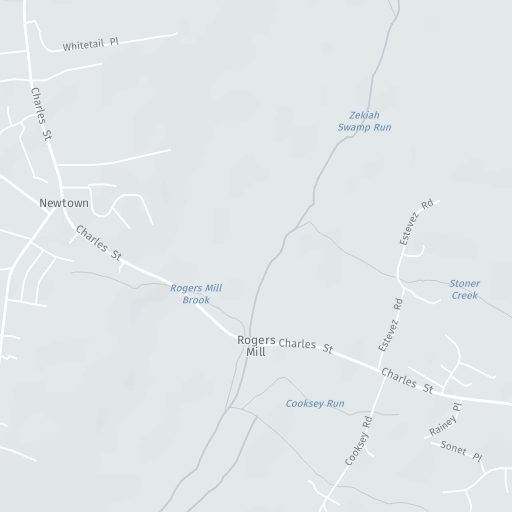 Whitetail Pl
Charles St
Zekiah
Swamp Run
Newtown
Estevez Rd
Charles St
Rogers Mill
Brook
Stoner
Creek
Estevez Rd
Rogers
Mill
Charles St
Charles St
Cooksey Run
Rainey Pl
Cooksey Rd
Sonet Pl